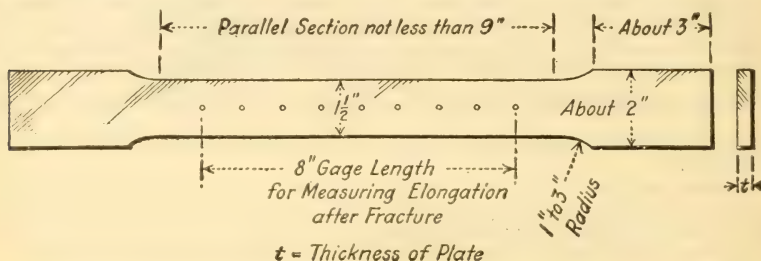 Parallel Section not less than 9"
About 3"
1½"
About 2"
8" Gage Length
for Measuring Elongation
after Fracture
1" to 3"
Radius
t
t = Thickness of Plate